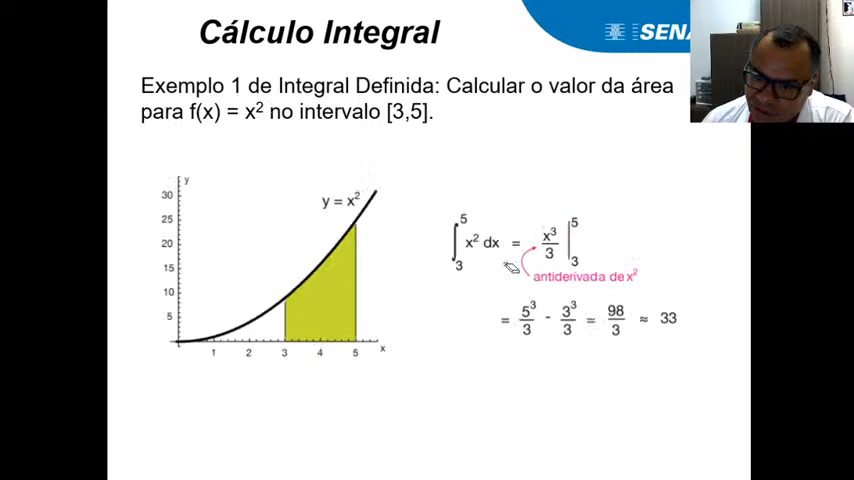 Cálculo Integral
SENA
Exemplo 1 de Integral Definida: Calcular o valor da área
para f(x) = x² no intervalo [3,5].
y
30
25
20
15
10
5
1 2 3 4 5 x
y = x²
∫₃⁵ x² dx = x³/3 |₃⁵
antiderivada de x²
= 5³/3 - 3³/3 = 98/3 ≈ 33